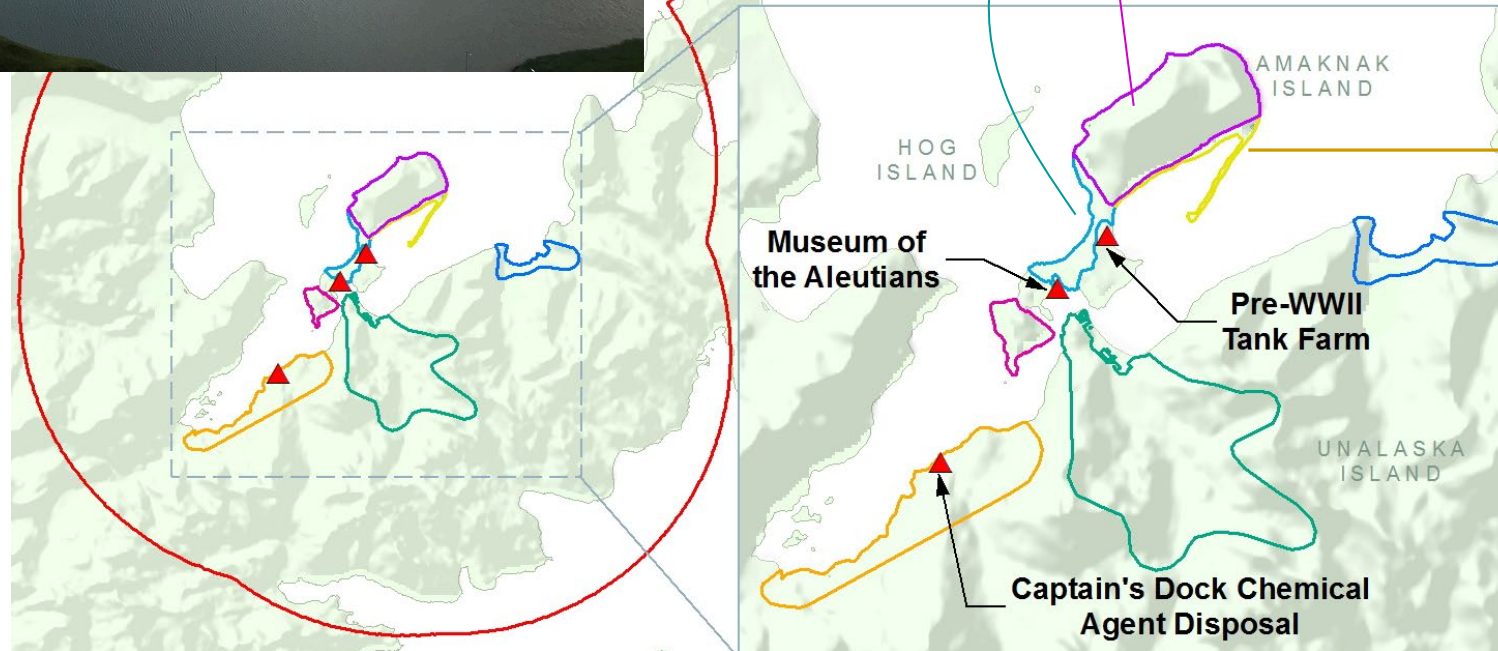 AMAKNAK
ISLAND
HOG
ISLAND
Museum of
the Aleutians
Pre-WWII
Tank Farm
UNALASKA
ISLAND
Captain's Dock Chemical
Agent Disposal